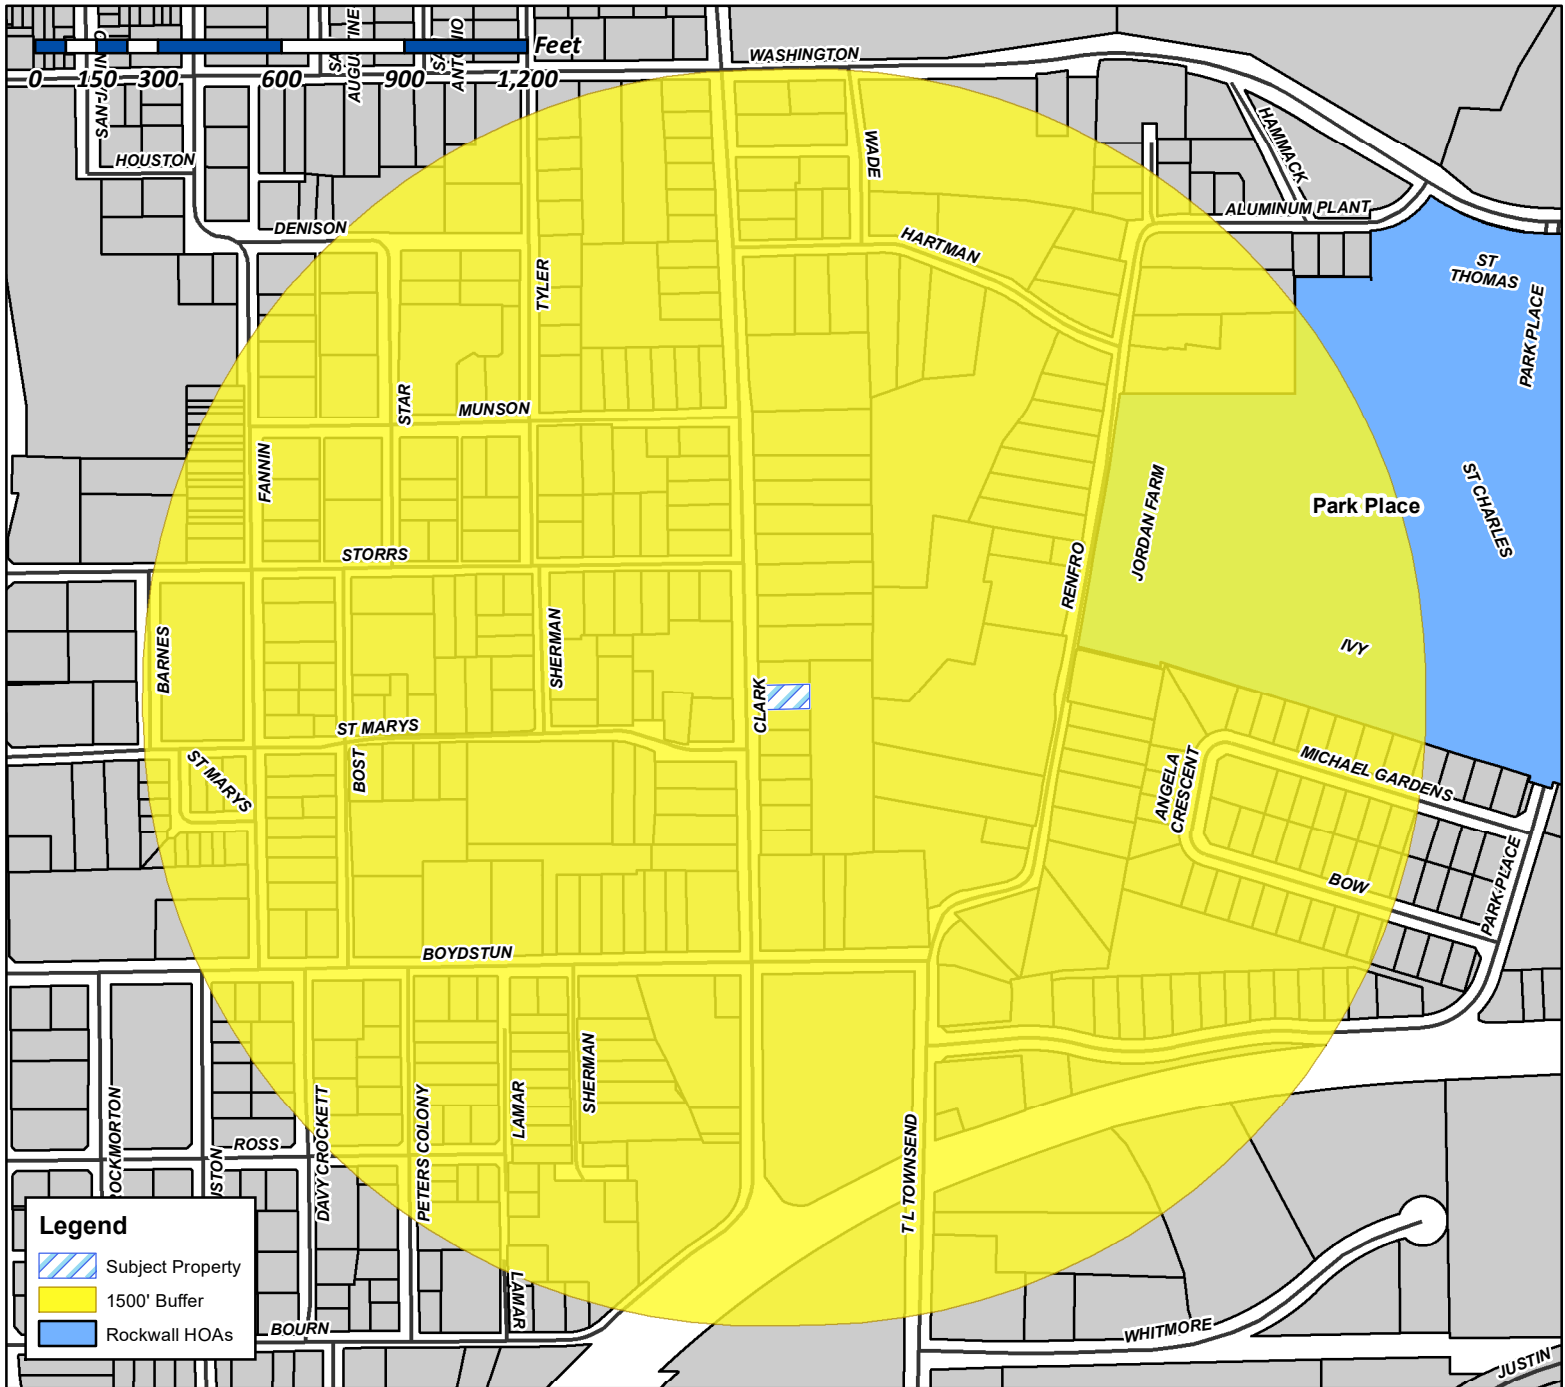 Feet
0 150 300 600 900 1,200
SAN
ANTONIO
WASHINGTON
HOUSTON
WADE
HAMMACK
DENISON
ALUMINUM PLANT
HARTMAN
TYLER
ST
THOMAS
PARK PLACE
STAR
MUNSON
FANNIN
JORDAN FARM
Park Place
ST CHARLES
STORRS
RENFRO
BARNES
SHERMAN
IVY
CLARK
ST MARYS
ST MARYS
BOST
ANGELA
CRESCENT
MICHAEL GARDENS
BOW
PARK PLACE
BOYDSTUN
SHERMAN
LAMAR
DAVY CROCKETT
PETERS COLONY
T L TOWNSEND
ROSS
LAMAR
BOURN
WHITMORE
JUSTIN
Legend
Subject Property
1500' Buffer
Rockwall HOAs